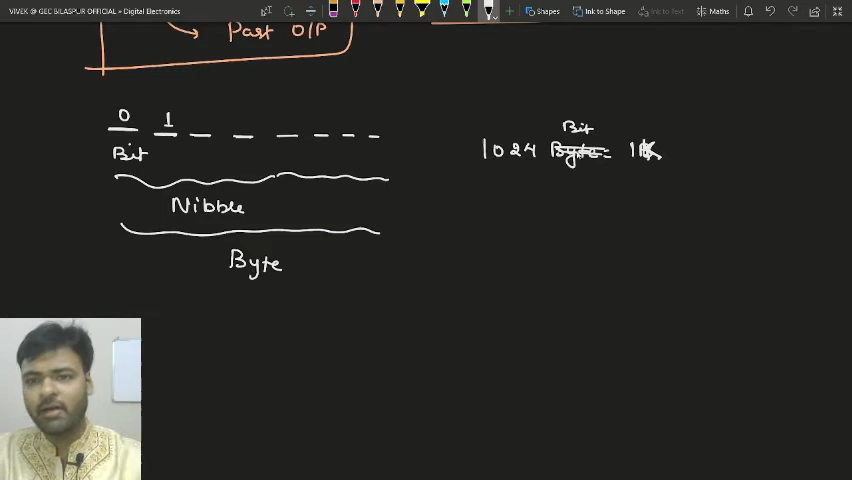 VIVEK @ GEC BILASPUR OFFICIAL » Digital Electronics
Shapes
Ink to Shape
Ink to Text
Maths
Past O/P
0 1
Bit
Nibble
Byte
Bit
1024 Byte = 1K